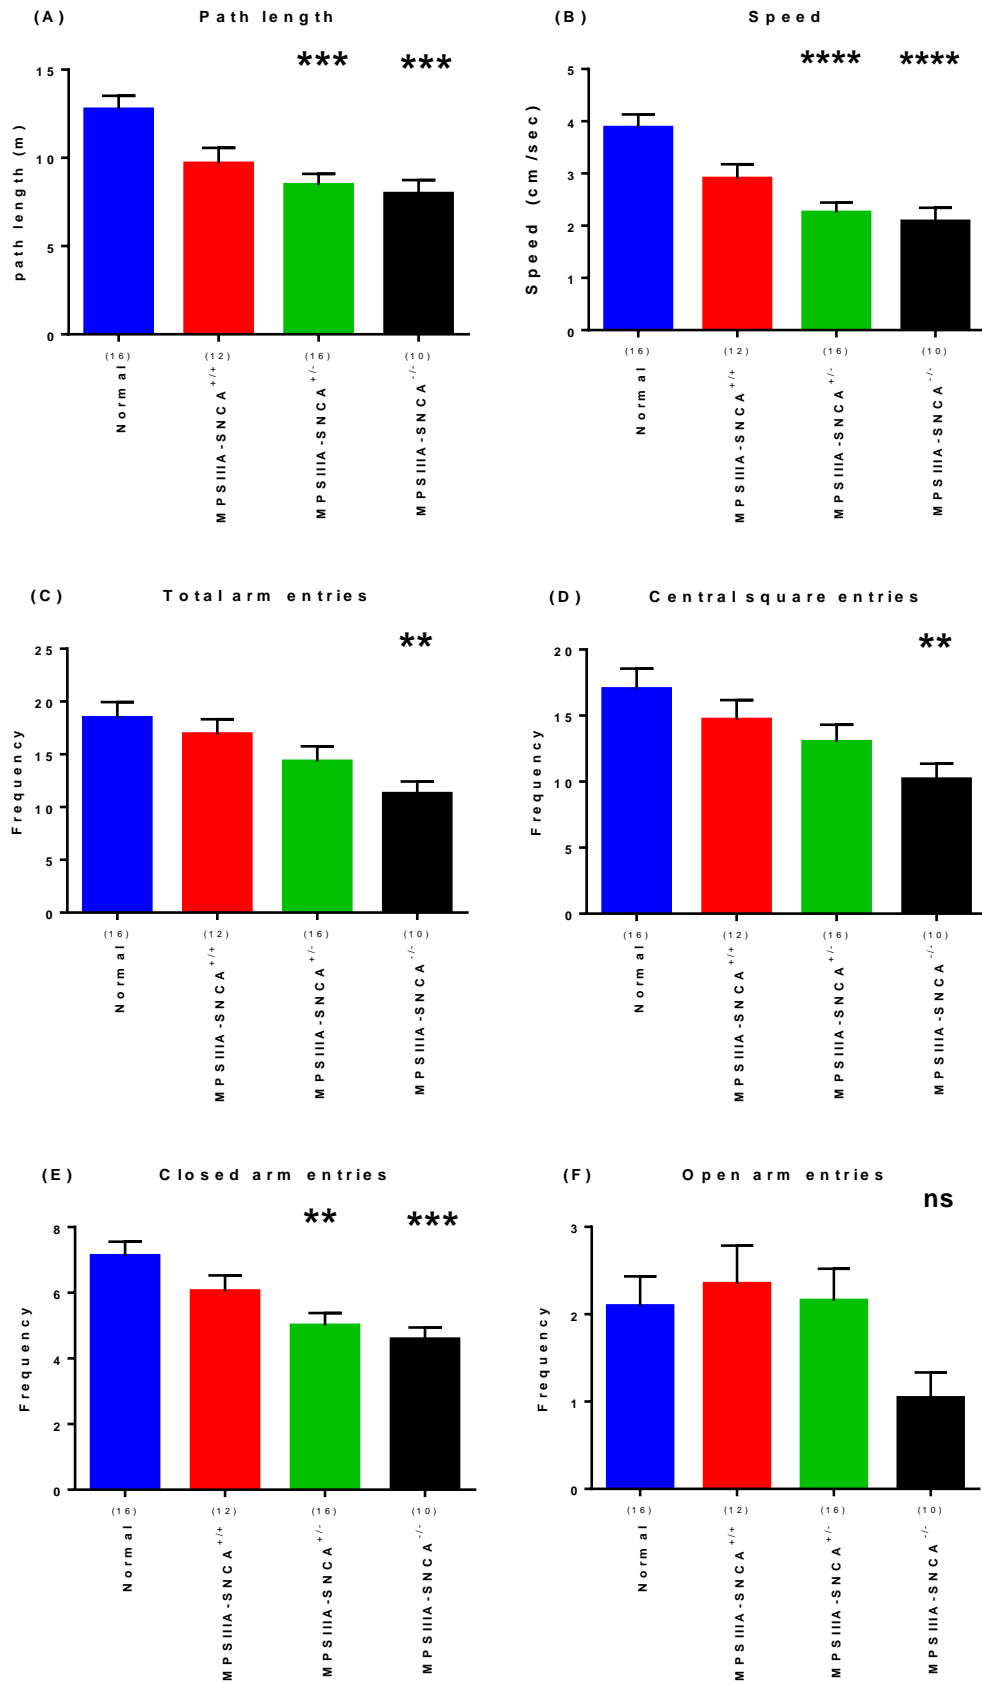 (A) Path length
*** ***
15
10
5
0
path length (m)
(16) (12) (16) (10)
Normal
MPSIIIA-SNCA+/+
MPSIIIA-SNCA+/-
MPSIIIA-SNCA-/-
(B) Speed
**** ****
5
4
3
2
1
0
Speed (cm/sec)
(16) (12) (16) (10)
Normal
MPSIIIA-SNCA+/+
MPSIIIA-SNCA+/-
MPSIIIA-SNCA-/-
(C) Total arm entries
**
25
20
15
10
5
0
Frequency
(16) (12) (16) (10)
Normal
MPSIIIA-SNCA+/+
MPSIIIA-SNCA+/-
MPSIIIA-SNCA-/-
(D) Central square entries
**
20
15
10
5
0
Frequency
(16) (12) (16) (10)
Normal
MPSIIIA-SNCA+/+
MPSIIIA-SNCA+/-
MPSIIIA-SNCA-/-
(E) Closed arm entries
** ***
8
6
4
2
0
Frequency
(16) (12) (16) (10)
Normal
MPSIIIA-SNCA+/+
MPSIIIA-SNCA+/-
MPSIIIA-SNCA-/-
(F) Open arm entries
ns
3
2
1
0
Frequency
(16) (12) (16) (10)
Normal
MPSIIIA-SNCA+/+
MPSIIIA-SNCA+/-
MPSIIIA-SNCA-/-